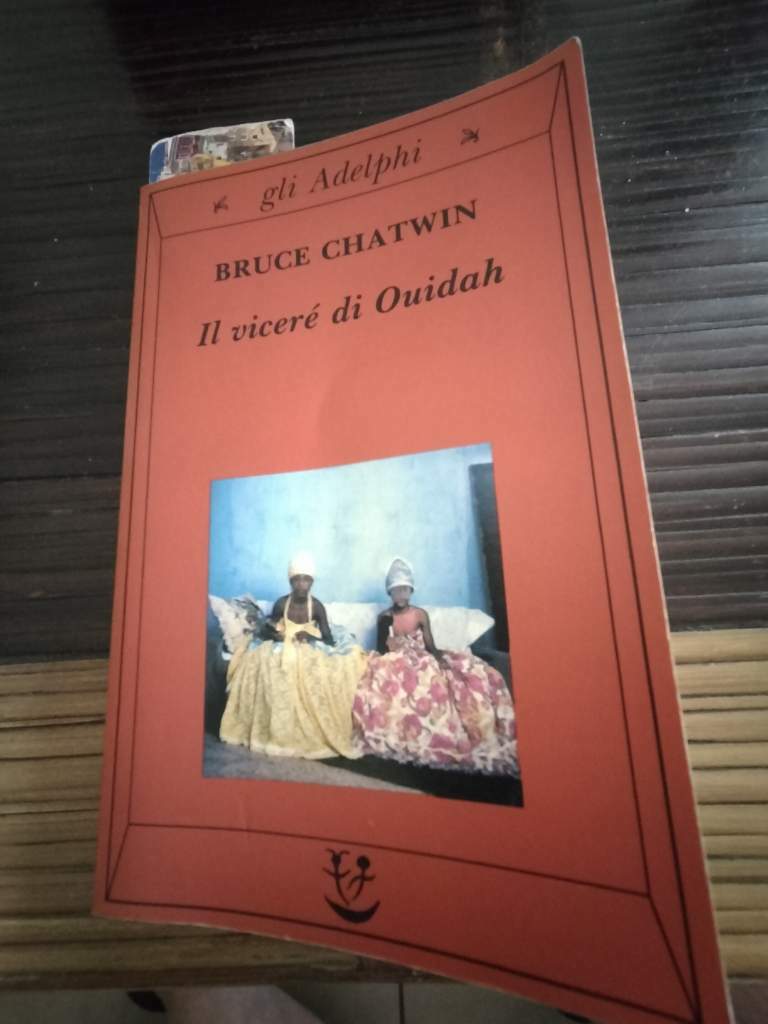 gli Adelphi
BRUCE CHATWIN
Il viceré di Ouidah